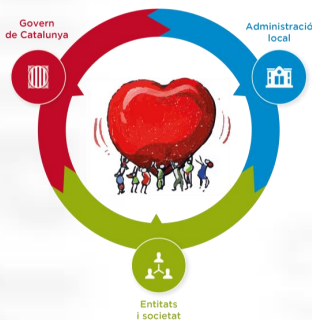 Govern
de Catalunya
Administració
local
Entitats
i societat